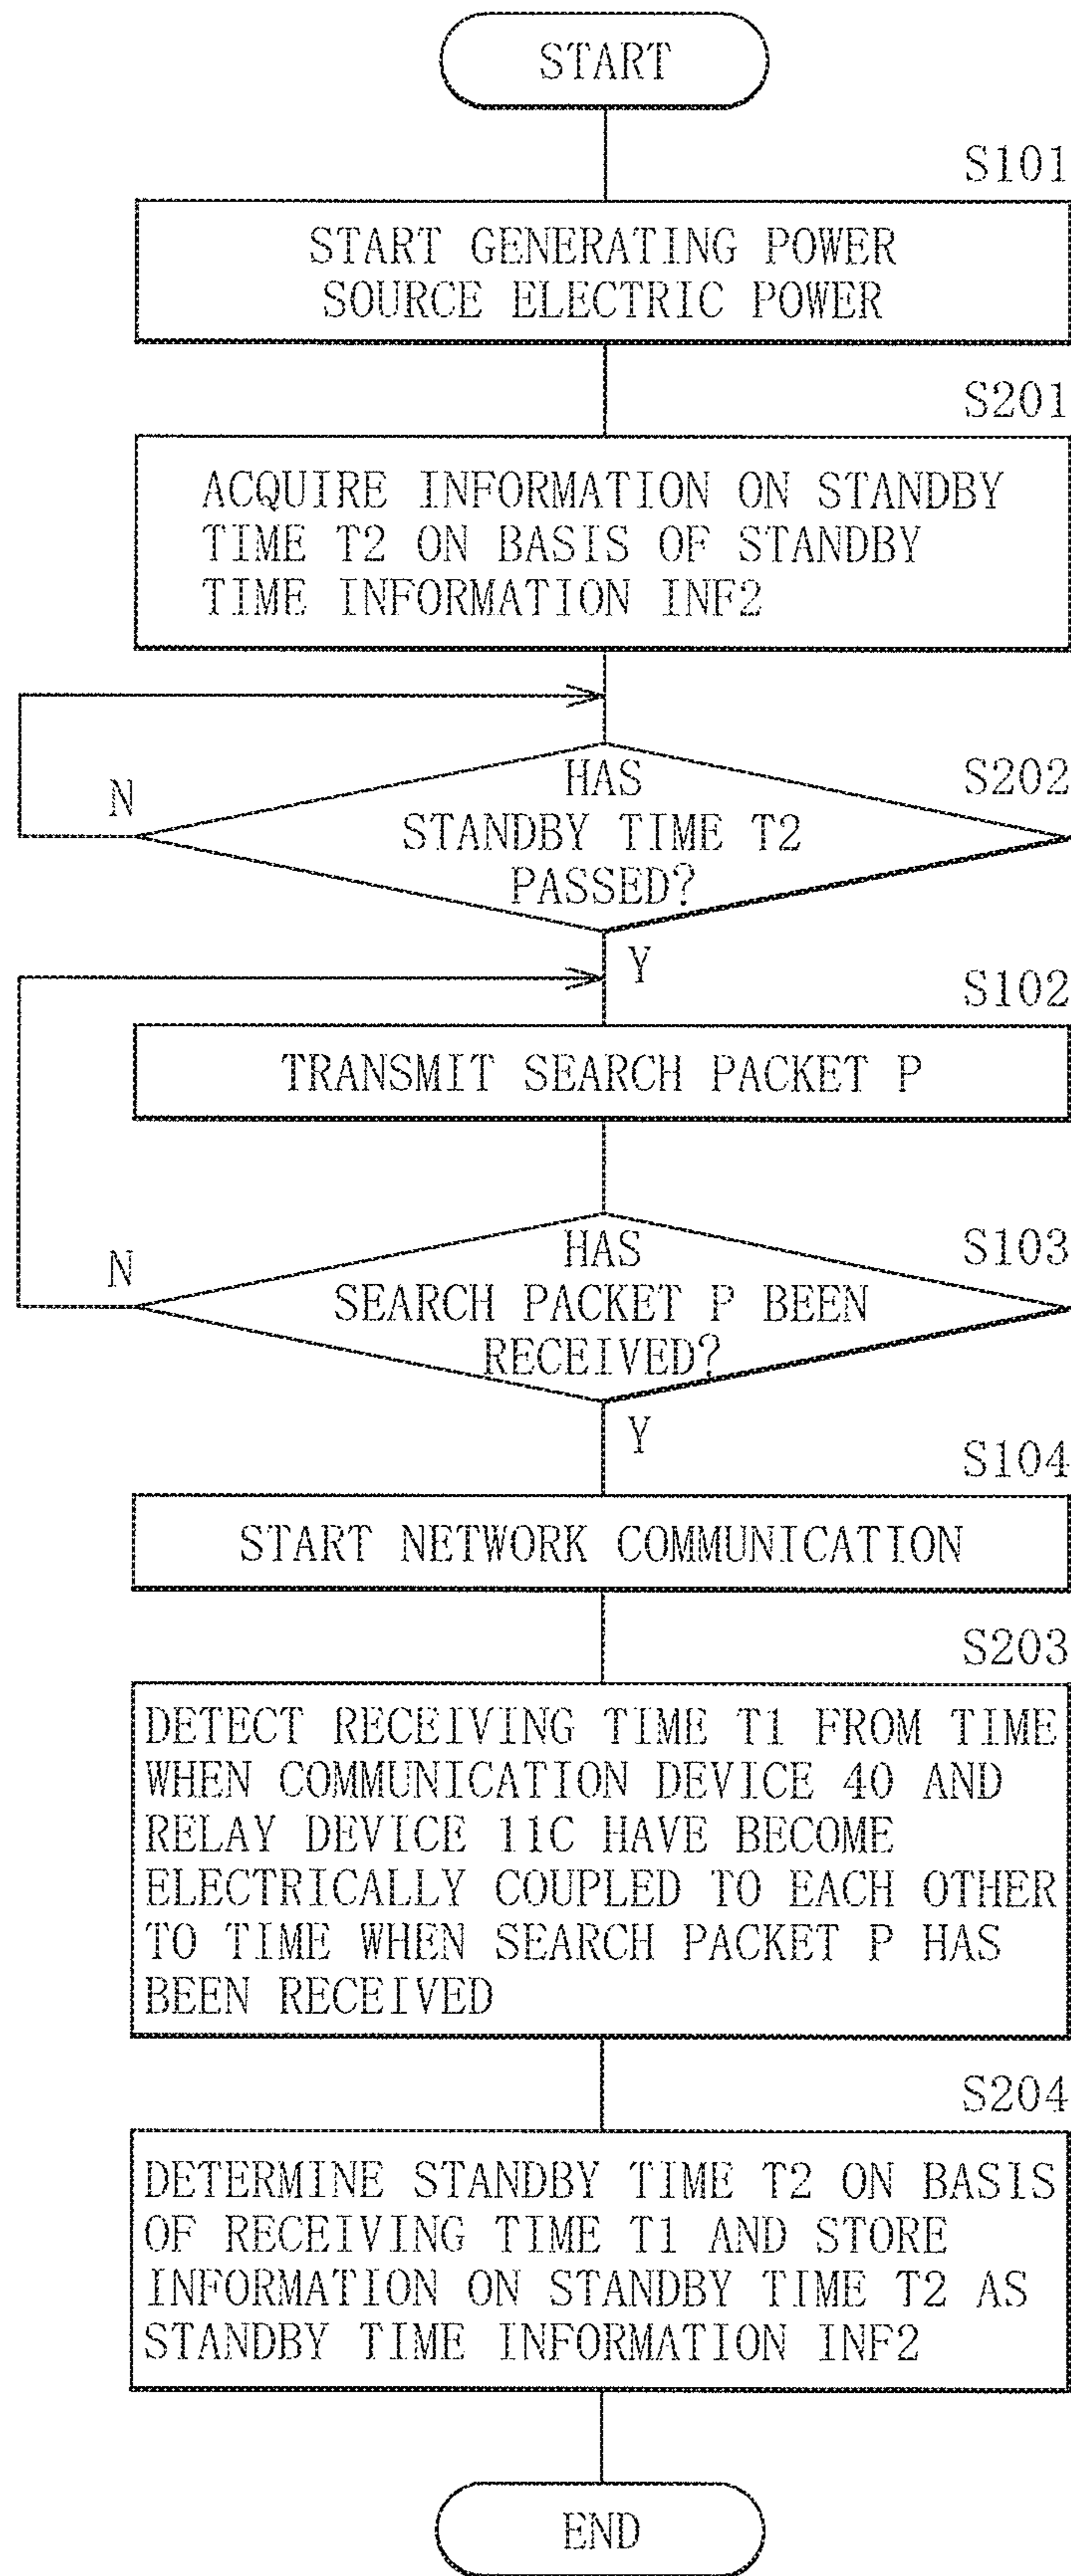 START
S101
START GENERATING POWER
SOURCE ELECTRIC POWER
S201
ACQUIRE INFORMATION ON STANDBY
TIME T2 ON BASIS OF STANDBY
TIME INFORMATION INF2
N
HAS
STANDBY TIME T2
PASSED?
S202
Y
S102
TRANSMIT SEARCH PACKET P
N
HAS
SEARCH PACKET P BEEN
RECEIVED?
S103
Y
S104
START NETWORK COMMUNICATION
S203
DETECT RECEIVING TIME T1 FROM TIME
WHEN COMMUNICATION DEVICE 40 AND
RELAY DEVICE 11C HAVE BECOME
ELECTRICALLY COUPLED TO EACH OTHER
TO TIME WHEN SEARCH PACKET P HAS
BEEN RECEIVED
S204
DETERMINE STANDBY TIME T2 ON BASIS
OF RECEIVING TIME T1 AND STORE
INFORMATION ON STANDBY TIME T2 AS
STANDBY TIME INFORMATION INF2
END